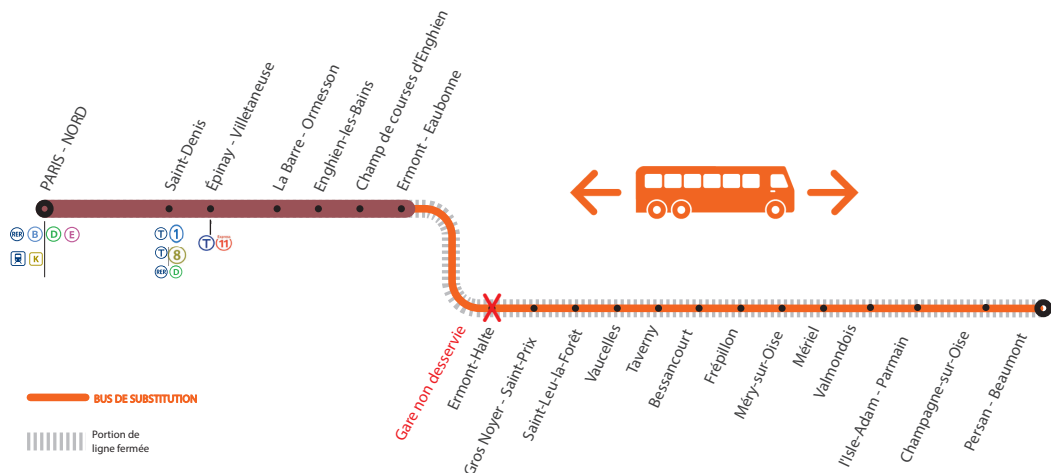 PARIS - NORD
Saint-Denis
Épinay - Villetaneuse
La Barre - Ormesson
Enghien-les-Bains
Champ de courses d'Enghien
Ermont - Eaubonne
RER B D E
K
T 1
T 8
RER D
T 11
Gare non desservie
Ermont-Halte
Gros Noyer - Saint-Prix
Saint-Leu-la-Forêt
Vaucelles
Taverny
Bessancourt
Frépillon
Méry-sur-Oise
Mériel
Valmondois
l'Isle-Adam - Parmain
Champagne-sur-Oise
Persan - Beaumont
BUS DE SUBSTITUTION
Portion de
ligne fermée